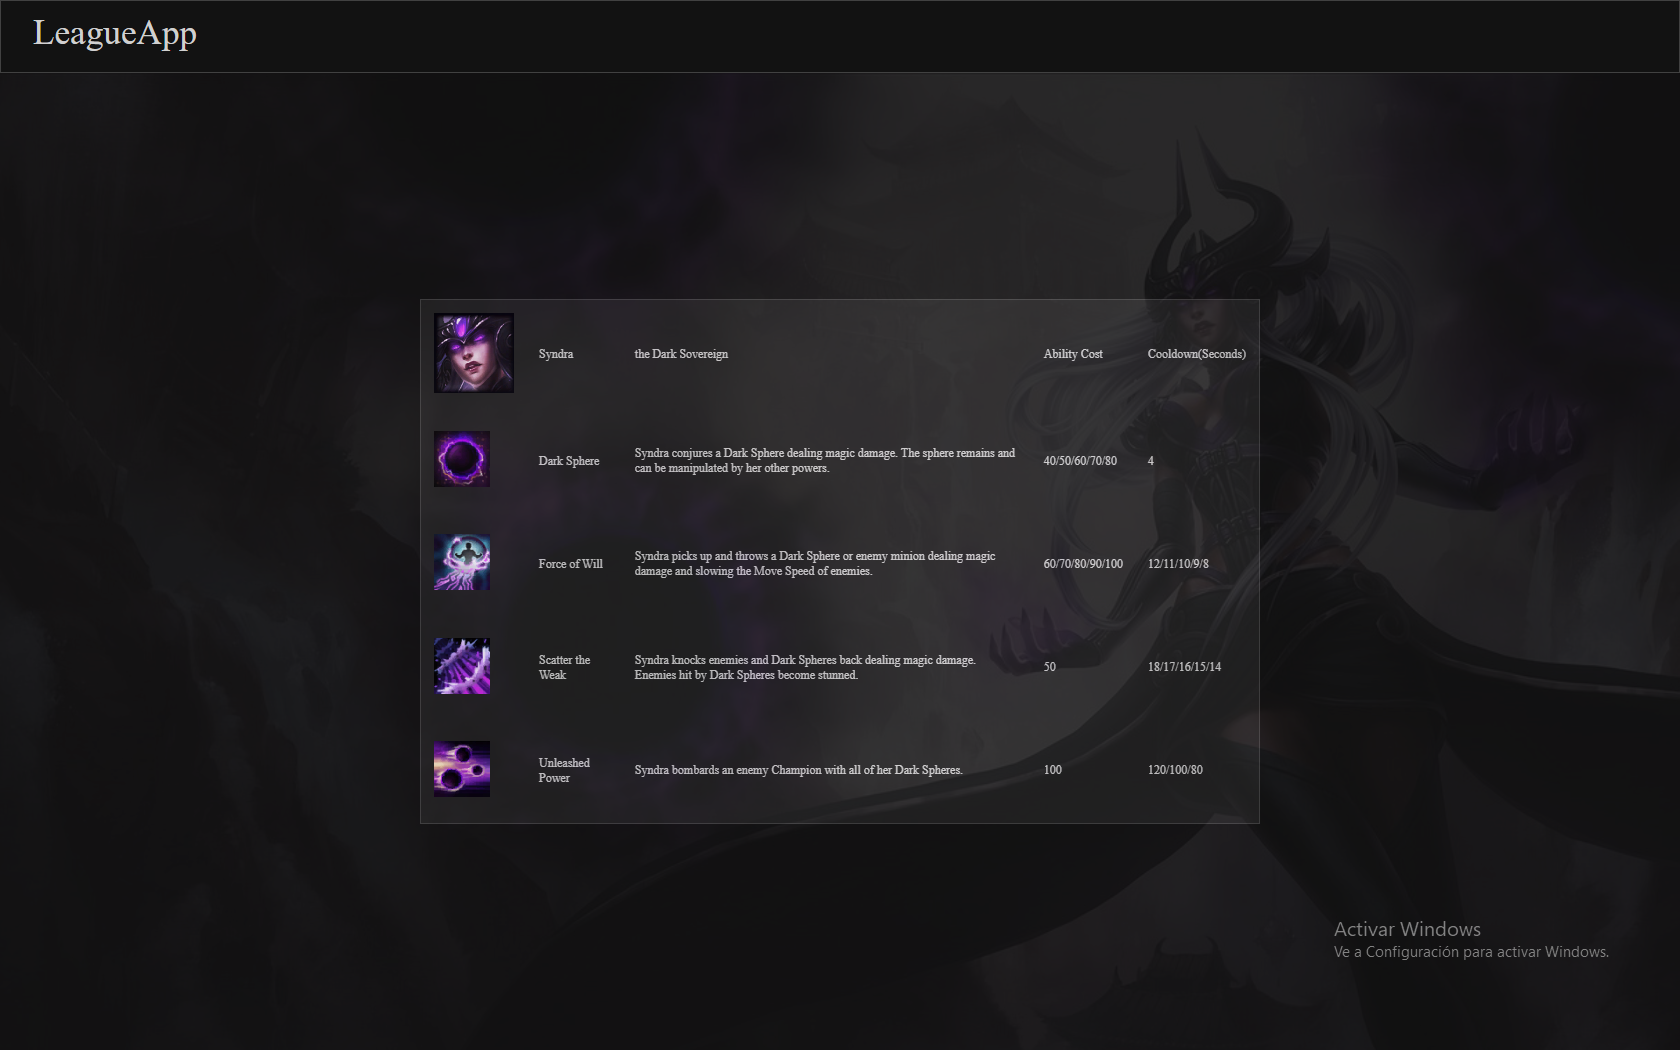 LeagueApp
Syndra
the Dark Sovereign
Ability Cost
Cooldown(Seconds)
Dark Sphere
Syndra conjures a Dark Sphere dealing magic damage. The sphere remains and
can be manipulated by her other powers.
40/50/60/70/80
4
Force of Will
Syndra picks up and throws a Dark Sphere or enemy minion dealing magic
damage and slowing the Move Speed of enemies.
60/70/80/90/100
12/11/10/9/8
Scatter the
Weak
Syndra knocks enemies and Dark Spheres back dealing magic damage.
Enemies hit by Dark Spheres become stunned.
50
18/17/16/15/14
Unleashed
Power
Syndra bombards an enemy Champion with all of her Dark Spheres.
100
120/100/80
Activar Windows
Ve a Configuración para activar Windows.